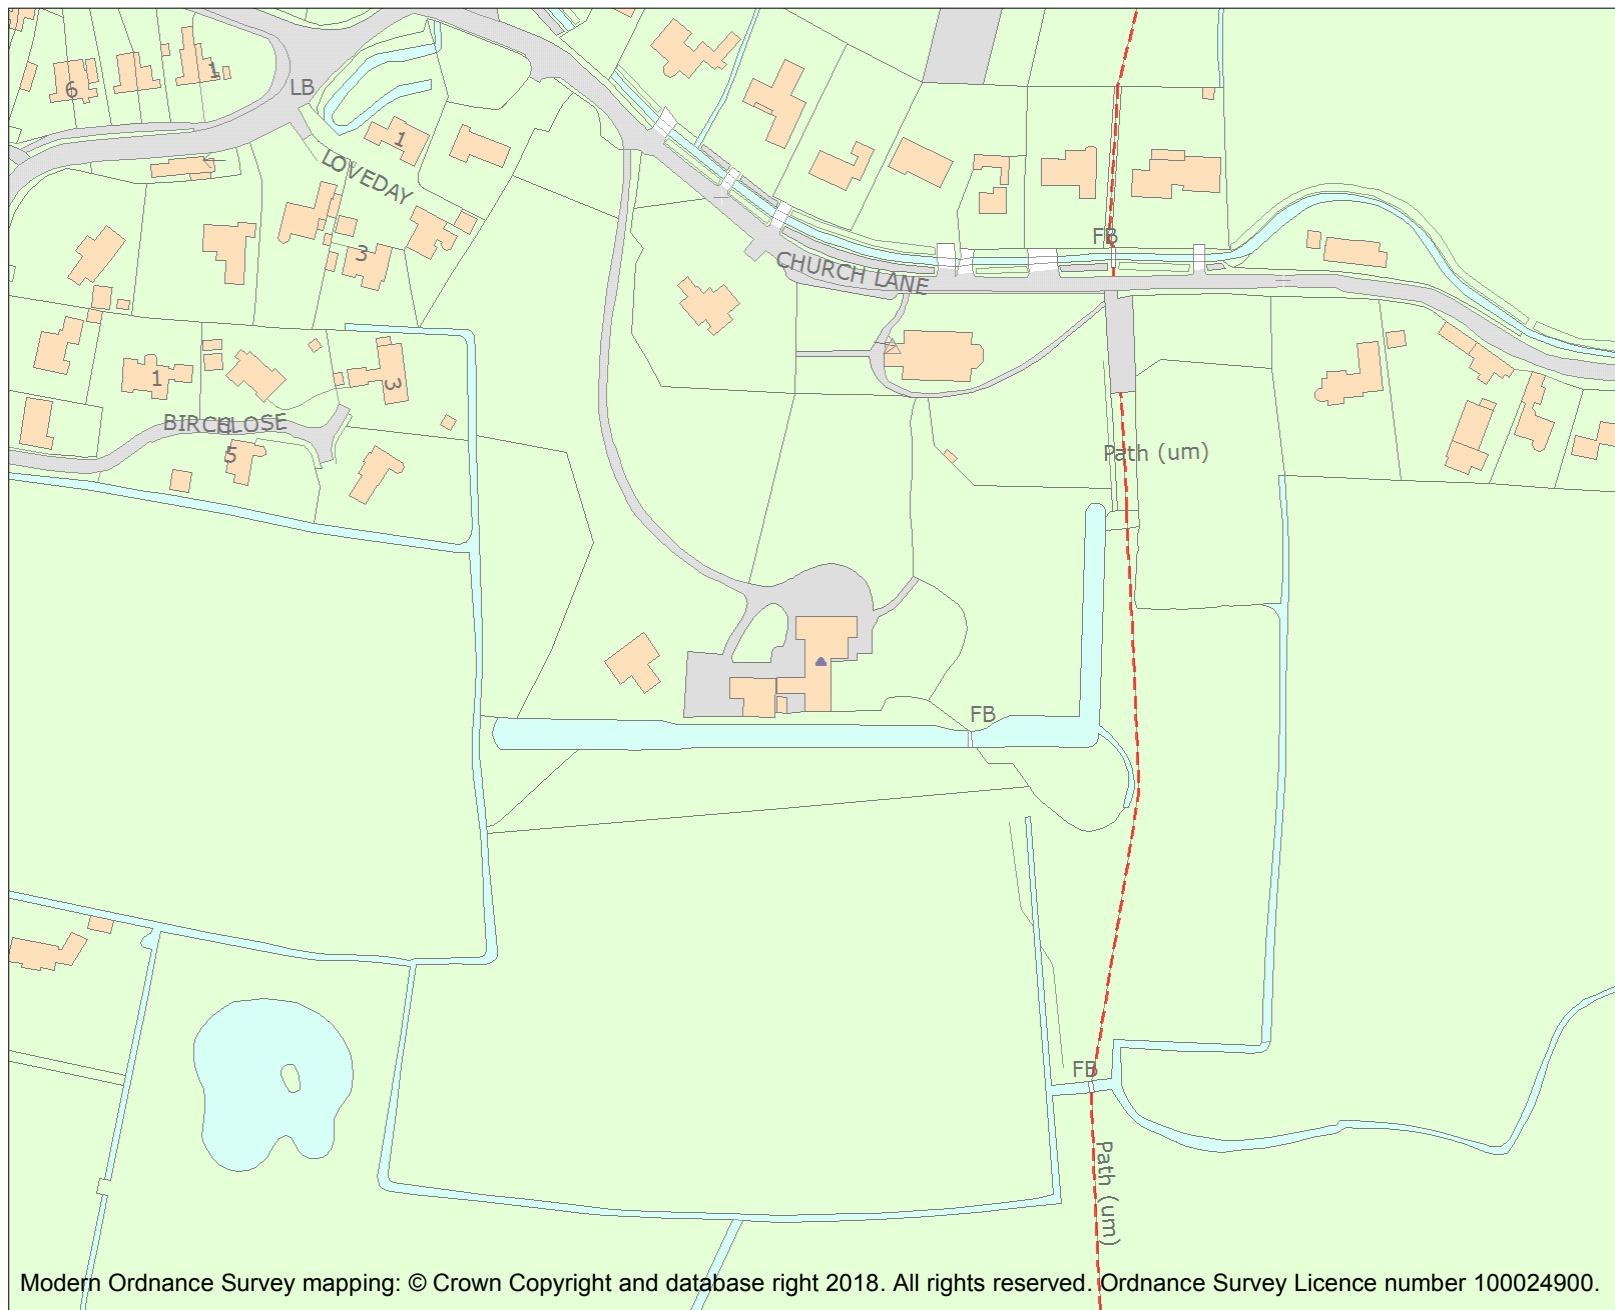 1
6
LB
1
LOVEDAY
FB
3
CHURCH LANE
1
3
BIRCH CLOSE
5
Path (um)
FB
FB
Path (um)
Modern Ordnance Survey mapping: © Crown Copyright and database right 2018. All rights reserved. Ordnance Survey Licence number 100024900.